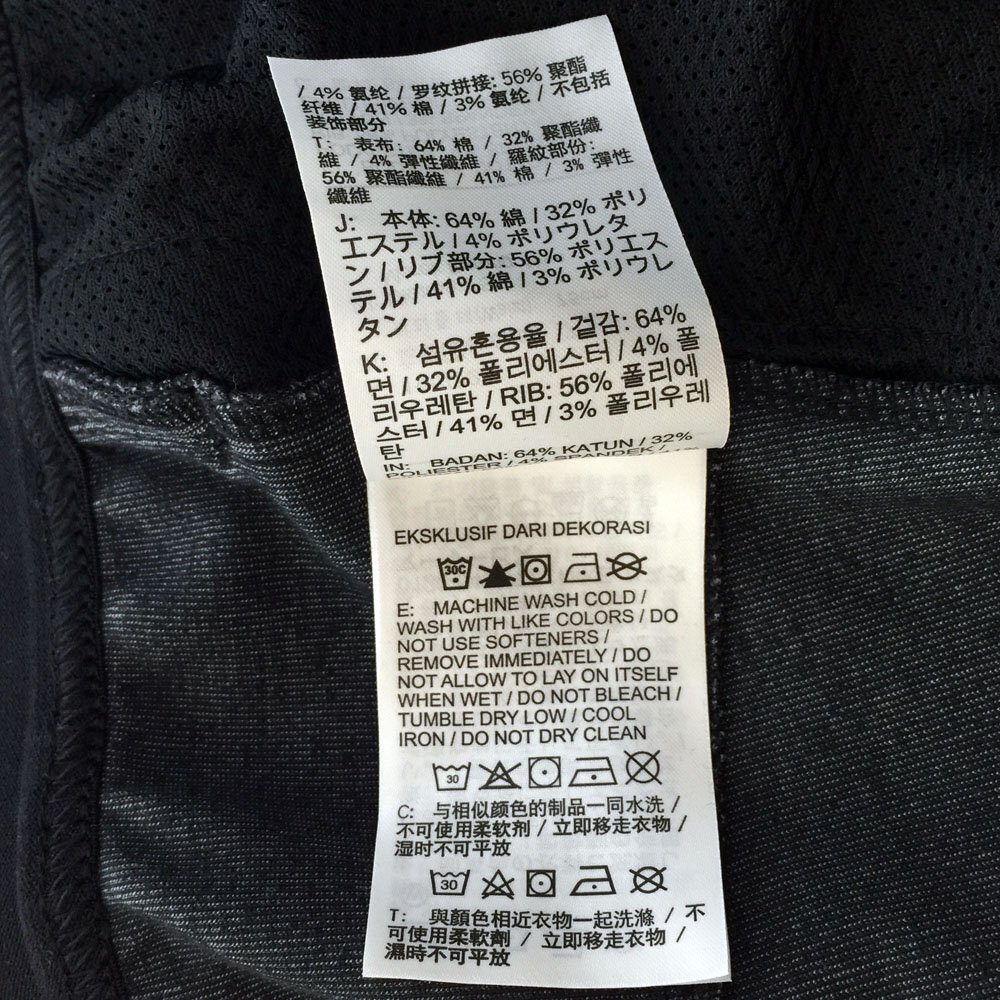 / 4% 氨纶 / 罗纹拼接: 56% 聚酯
纤维 / 41% 棉 / 3% 氨纶 / 不包括
装饰部分
T: 表布: 64% 棉 / 32% 聚酯纖
維 / 4% 彈性纖維 / 羅紋部份:
56% 聚酯纖維 / 41% 棉 / 3% 彈性
纖維
J: 本体: 64% 綿 / 32% ポリ
エステル / 4% ポリウレタ
ン / リブ部分: 56% ポリエス
テル / 41% 綿 / 3% ポリウレ
タン
K: 섬유혼용율 / 겉감: 64%
면 / 32% 폴리에스터 / 4% 폴
리우레탄 / RIB: 56% 폴리에
스터 / 41% 면 / 3% 폴리우레
탄
IN: BADAN: 64% KATUN / 32%
POLIESTER / 4% SPANDEK /
EKSKLUSIF DARI DEKORASI
30C
E: MACHINE WASH COLD /
WASH WITH LIKE COLORS / DO
NOT USE SOFTENERS /
REMOVE IMMEDIATELY / DO
NOT ALLOW TO LAY ON ITSELF
WHEN WET / DO NOT BLEACH /
TUMBLE DRY LOW / COOL
IRON / DO NOT DRY CLEAN
30
C: 与相似颜色的制品一同水洗 /
不可使用柔软剂 / 立即移走衣物 /
湿时不可平放
30
T: 與顏色相近衣物一起洗滌 / 不
可使用柔軟劑 / 立即移走衣物 /
濕時不可平放